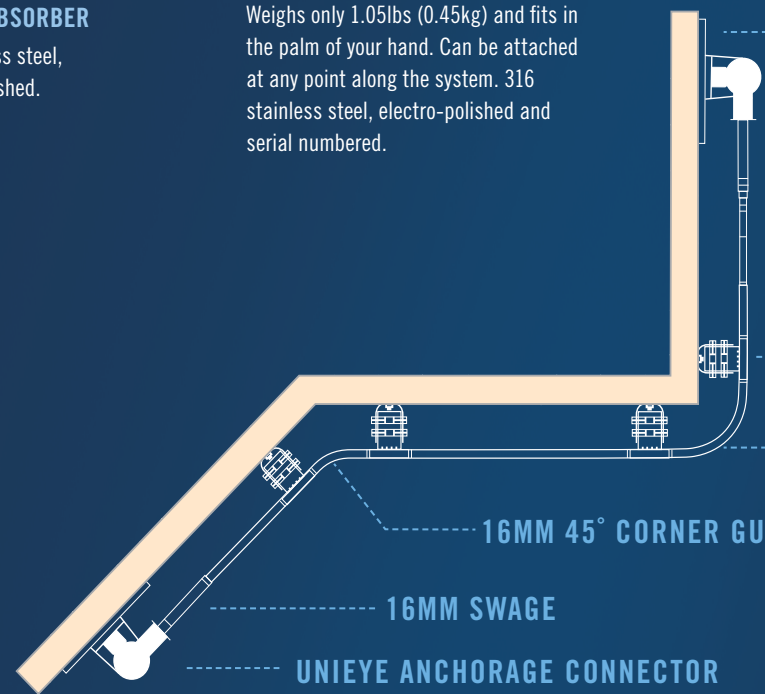 BSORBER
ss steel,
shed.
Weighs only 1.05lbs (0.45kg) and fits in
the palm of your hand. Can be attached
at any point along the system. 316
stainless steel, electro-polished and
serial numbered.
16MM 45° CORNER GU
16MM SWAGE
UNIEYE ANCHORAGE CONNECTOR